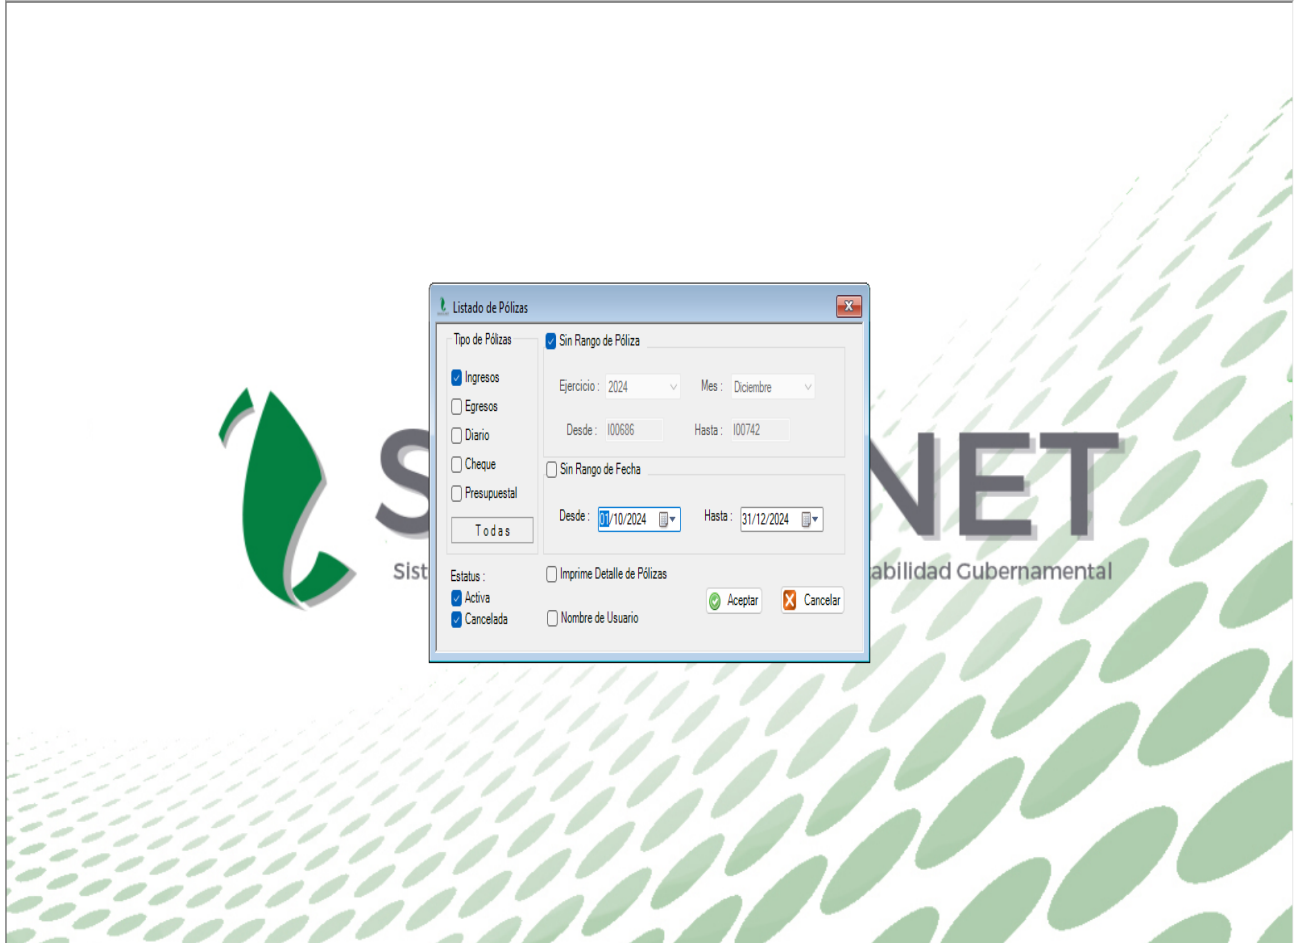 Listado de Pólizas
Tipo de Pólizas
Sin Rango de Póliza
Ingresos
Ejercicio : 2024 Mes : Diciembre
Egresos
Diario
Desde : I00686 Hasta : I00742
Cheque
Sin Rango de Fecha
Presupuestal
Desde : 01/10/2024 Hasta : 31/12/2024
T o d a s
S NET
Sist abilidad Gubernamental
Estatus :
Imprime Detalle de Pólizas
Activa
Aceptar Cancelar
Cancelada
Nombre de Usuario